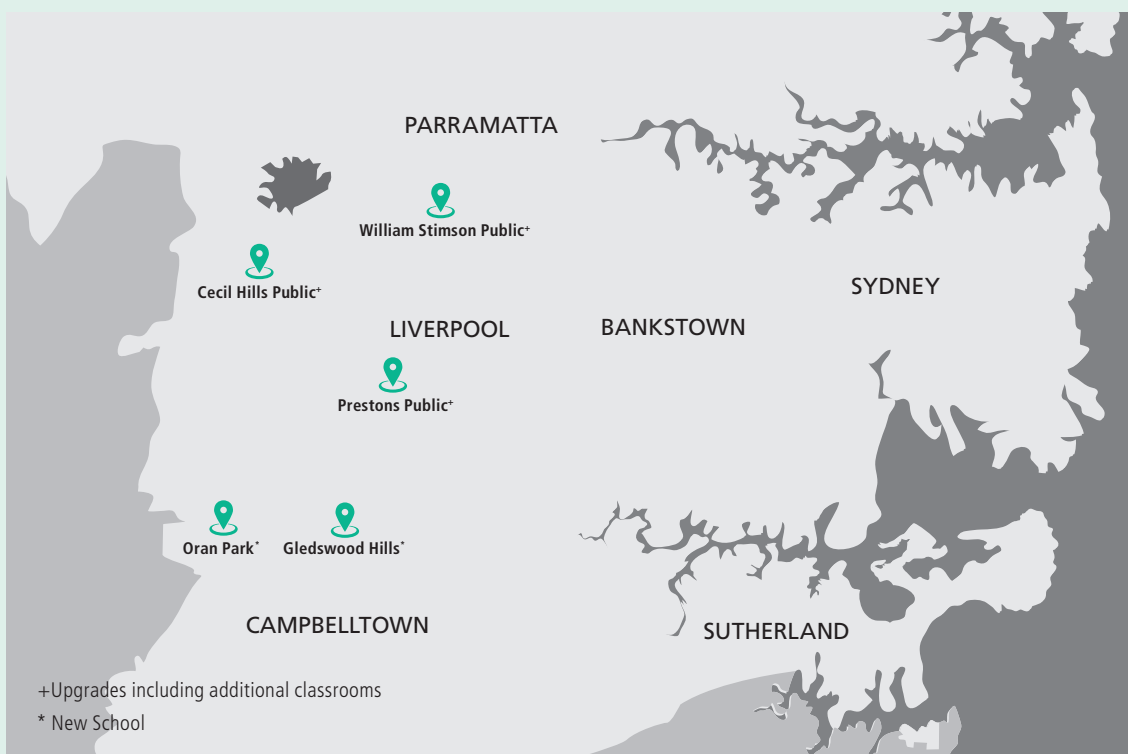 PARRAMATTA
William Stimson Public+
Cecil Hills Public+
SYDNEY
LIVERPOOL
BANKSTOWN
Prestons Public+
Oran Park*
Gledswood Hills*
CAMPBELLTOWN
SUTHERLAND
+Upgrades including additional classrooms
* New School